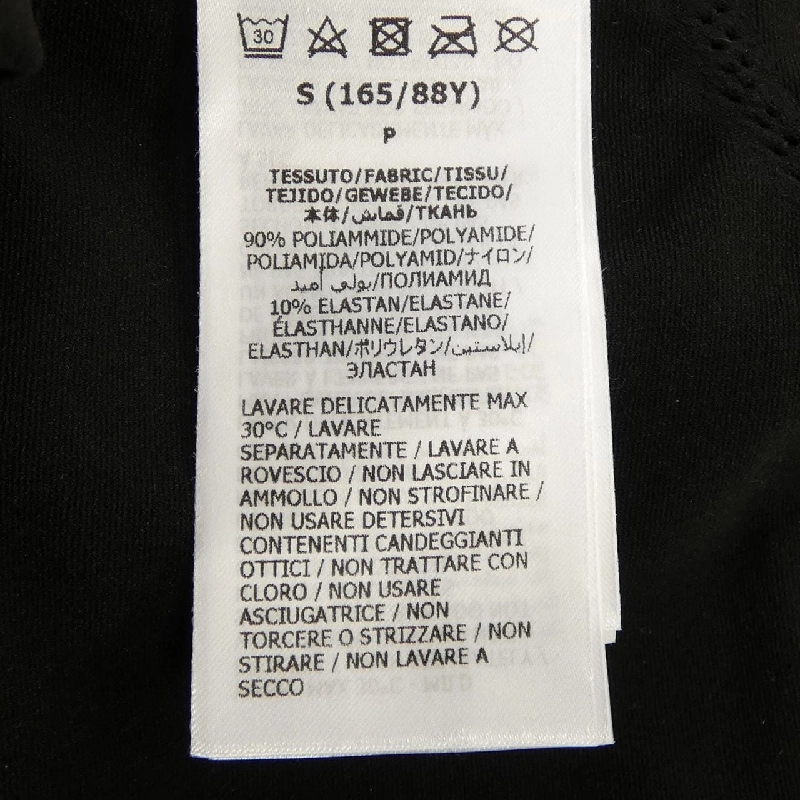 30
S (165/88Y)
P
TESSUTO/FABRIC/TISSU/
TEJIDO/GEWEBE/TECIDO/
本体/قماش/ТКАНЬ
90% POLIAMMIDE/POLYAMIDE/
POLIAMIDA/POLYAMID/ナイロン/
بولي أميد/ПОЛИАМИД
10% ELASTAN/ELASTANE/
ÉLASTHANNE/ELASTANO/
ELASTHAN/ポリウレタン/إيلاستين/
ЭЛАСТАН
LAVARE DELICATAMENTE MAX
30°C / LAVARE
SEPARATAMENTE / LAVARE A
ROVESCIO / NON LASCIARE IN
AMMOLLO / NON STROFINARE /
NON USARE DETERSIVI
CONTENENTI CANDEGGIANTI
OTTICI / NON TRATTARE CON
CLORO / NON USARE
ASCIUGATRICE / NON
TORCERE O STRIZZARE / NON
STIRARE / NON LAVARE A
SECCO